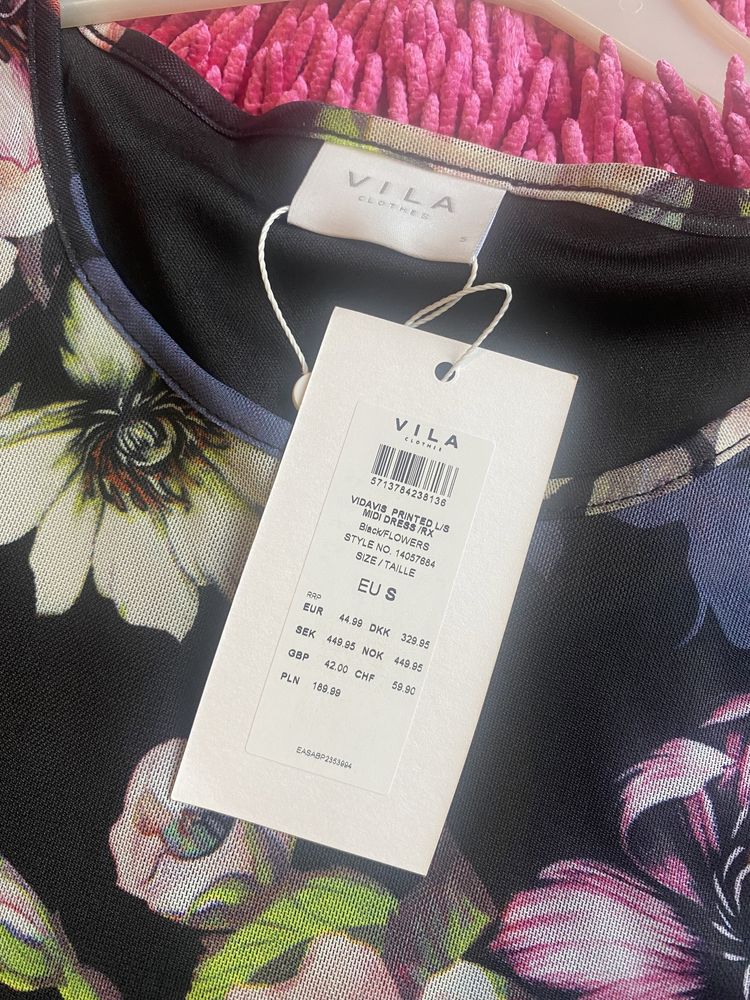 VILA
CLOTHES
S
VILA
CLOTHES
5713784238136
VIDAVIS PRINTED L/S
MIDI DRESS /RX
Black/FLOWERS
STYLE NO. 14057684
SIZE / TAILLE
EU S
RRP
EUR 44.99 DKK 329.95
SEK 449.95 NOK 449.95
GBP 42.00 CHF 59.90
PLN 189.99
EASABP2353994